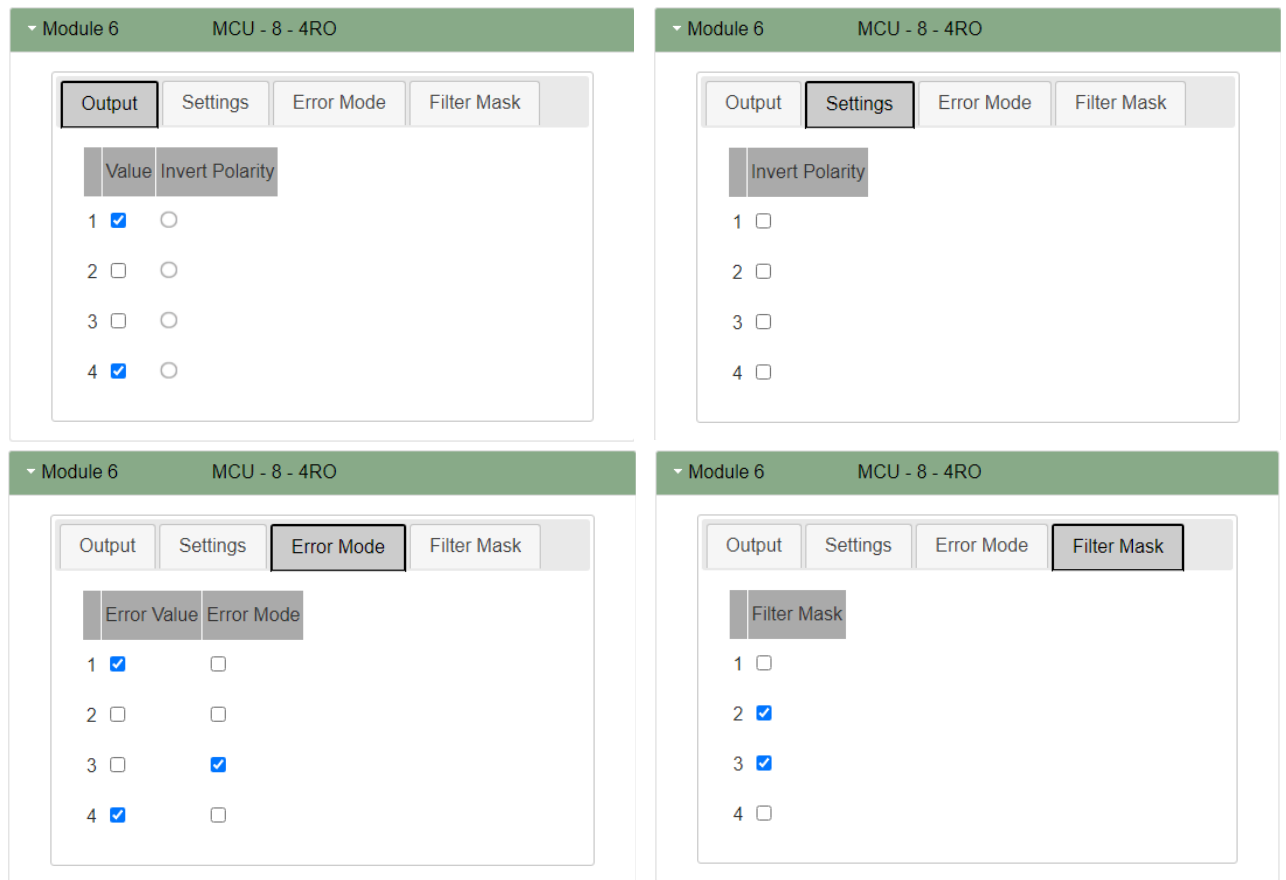 Module 6 MCU - 8 - 4RO
Output Settings Error Mode Filter Mask
Value Invert Polarity
1
2
3
4
Module 6 MCU - 8 - 4RO
Output Settings Error Mode Filter Mask
Invert Polarity
1
2
3
4
Module 6 MCU - 8 - 4RO
Output Settings Error Mode Filter Mask
Error Value Error Mode
1
2
3
4
Module 6 MCU - 8 - 4RO
Output Settings Error Mode Filter Mask
Filter Mask
1
2
3
4